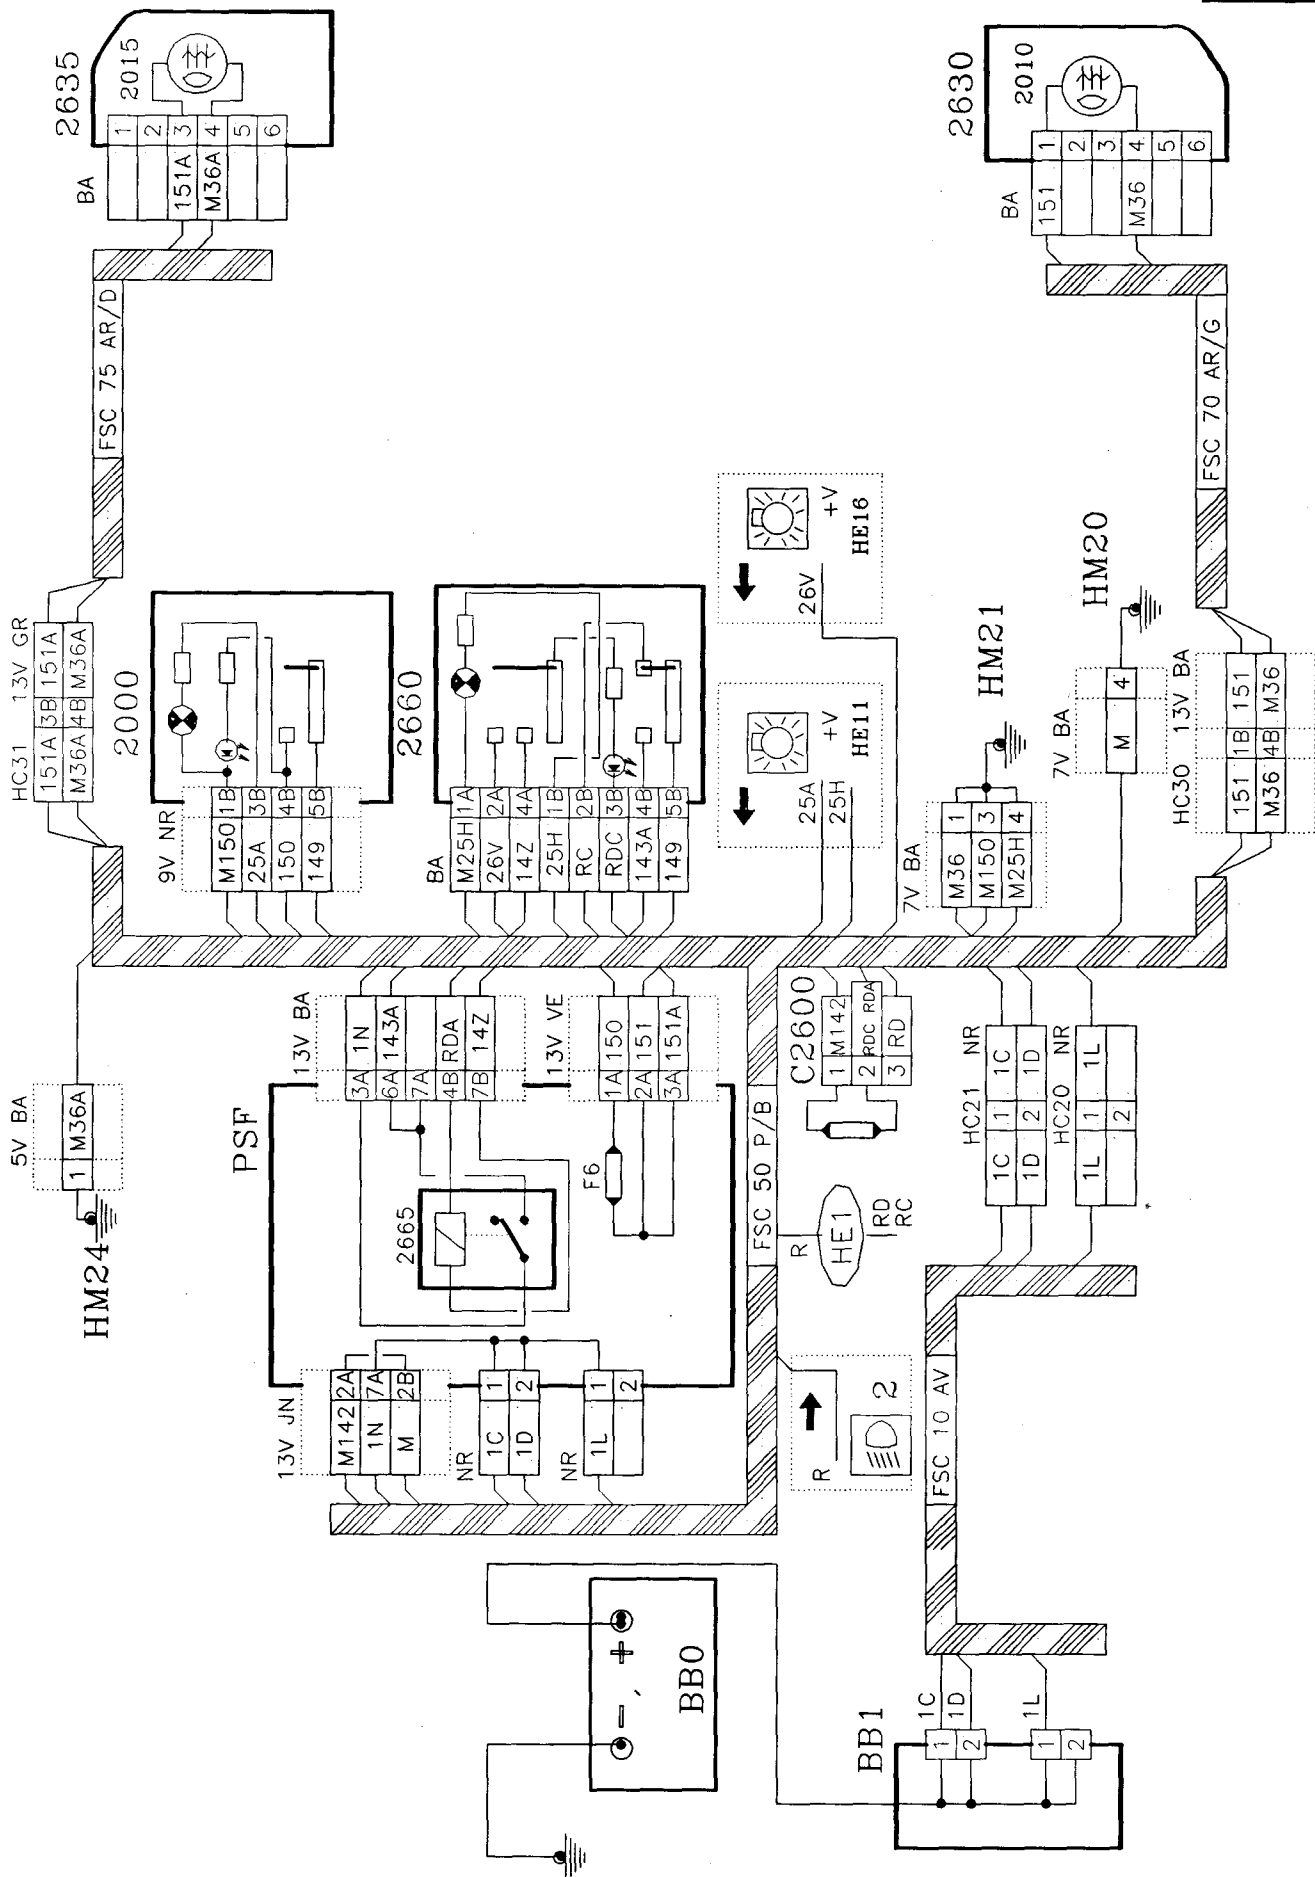 2635
2015
BA
1
2
151A 3
M36A 4
5
6
FSC 75 AR/D
HC31 13V GR
151A 3B 151A
M36A 4B M36A
2000
9V NR
M150 1B
25A 3B
150 4B
149 5B
2660
BA
M25H 1A
26V 2A
14Z 4A
25H 1B
RC 2B
RDC 3B
143A 4B
149 5B
26V
+V
HE16
25A
25H
+V
HE11
HM21
7V BA
M36 1
M150 3
M25H 4
HM20
7V BA
M 4
HC30 13V BA
151 1B 151
M36 4B M36
FSC 70 AR/G
2630
2010
BA
151 1
2
3
M36 4
5
6
5V BA
1 M36A
HM24
PSF
13V BA
3A 1N
6A 143A
7A
4B RDA
7B 14Z
2665
F6
13V VE
1A 150
2A 151
3A 151A
13V JN
M142 2A
1N 7A
M 2B
NR
1C 1
1D 2
NR
1L 1
2
FSC 50 P/B
R
HE1
RD
RC
C2600
1 M142
2 RDC RDA
3 RD
R
2
HC21 NR
1C 1 1C
1D 2 1D
HC20 NR
1L 1 1L
2
FSC 10 AV
- +
BB0
BB1
1 1C
2 1D
1 1L
2